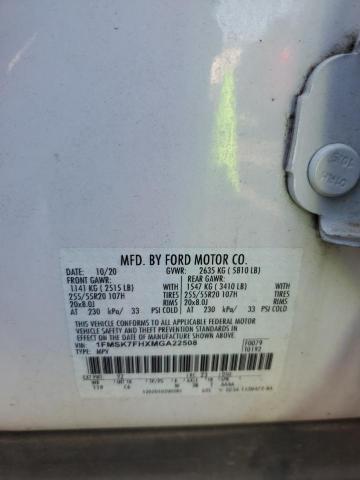 MFD. BY FORD MOTOR CO.
DATE: 10/20 GVWR: 2635 KG ( 5810 LB)
FRONT GAWR: REAR GAWR:
1141 KG ( 2515 LB) 1547 KG ( 3410 LB)
255/55R20 107H TIRES 255/55R20 107H
20x8.0J RIMS 20x8.0J
AT 230 kPa/ 33 PSI COLD AT 230 kPa/ 33 PSI COLD
THIS VEHICLE CONFORMS TO ALL APPLICABLE FEDERAL MOTOR
VEHICLE SAFETY AND THEFT PREVENTION STANDARDS IN EFFECT ON THE
DATE OF MANUFACTURE SHOWN ABOVE.
VIN: 1FMSK7FHXMGA22508 F0079
TYPE: MPV T0192